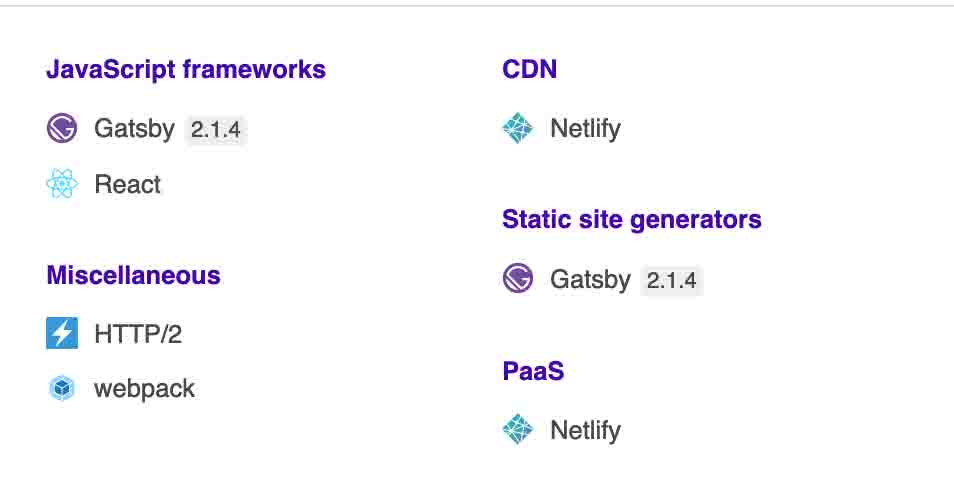 JavaScript frameworks
Gatsby 2.1.4
React
Miscellaneous
HTTP/2
webpack
CDN
Netlify
Static site generators
Gatsby 2.1.4
PaaS
Netlify